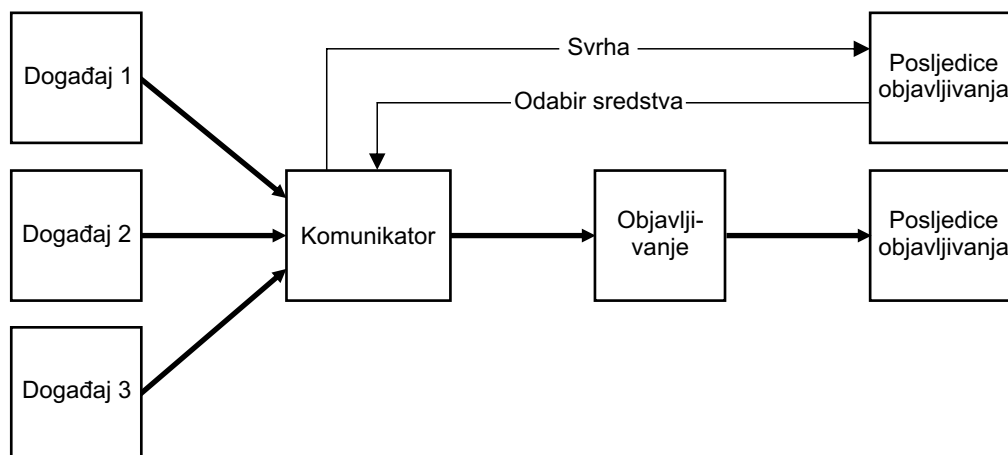 Događaj 1
Svrha
Posljedice
objavljivanja
Odabir sredstva
Događaj 2
Komunikator
Objavlji-
vanje
Posljedice
objavljivanja
Događaj 3